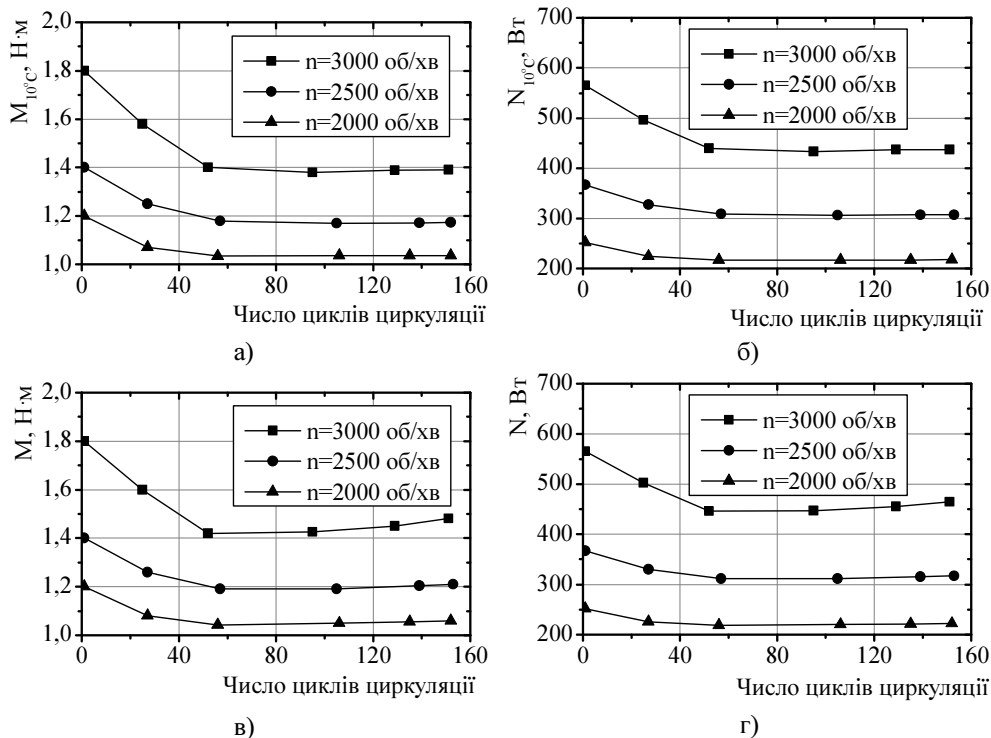 M₁₀°C, Н·м
2,0
1,8
1,6
1,4
1,2
1,0
n=3000 об/хв
n=2500 об/хв
n=2000 об/хв
0 40 80 120 160
Число циклів циркуляції
а)
N₁₀°C, Вт
700
600
500
400
300
200
n=3000 об/хв
n=2500 об/хв
n=2000 об/хв
0 40 80 120 160
Число циклів циркуляції
б)
М, Н·м
2,0
1,8
1,6
1,4
1,2
1,0
n=3000 об/хв
n=2500 об/хв
n=2000 об/хв
0 40 80 120 160
Число циклів циркуляції
в)
N, Вт
700
600
500
400
300
200
n=3000 об/хв
n=2500 об/хв
n=2000 об/хв
0 40 80 120 160
Число циклів циркуляції
г)